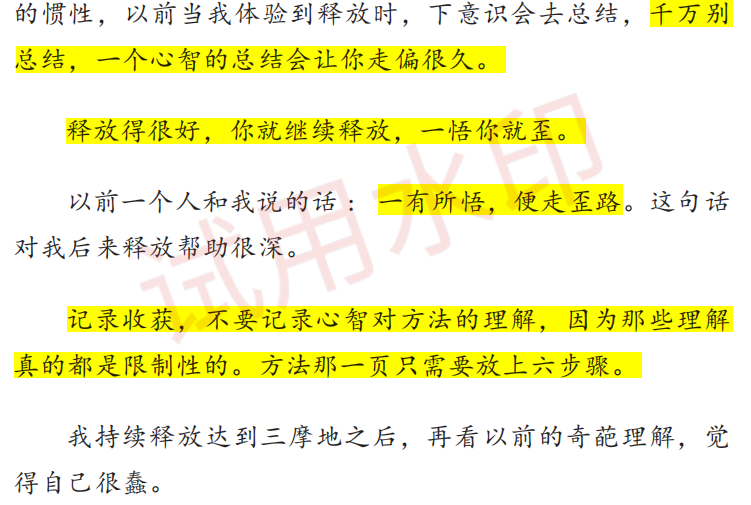 的惯性，以前当我体验到释放时，下意识会去总结，千万别
总结，一个心智的总结会让你走偏很久。
释放得很好，你就继续释放，一悟你就歪。
以前一个人和我说的话：一有所悟，便走歪路。这句话
对我后来释放帮助很深。
记录收获，不要记录心智对方法的理解，因为那些理解
真的都是限制性的。方法那一页只需要放上六步骤。
我持续释放达到三摩地之后，再看以前的奇葩理解，觉
得自己很蠢。
试用水印